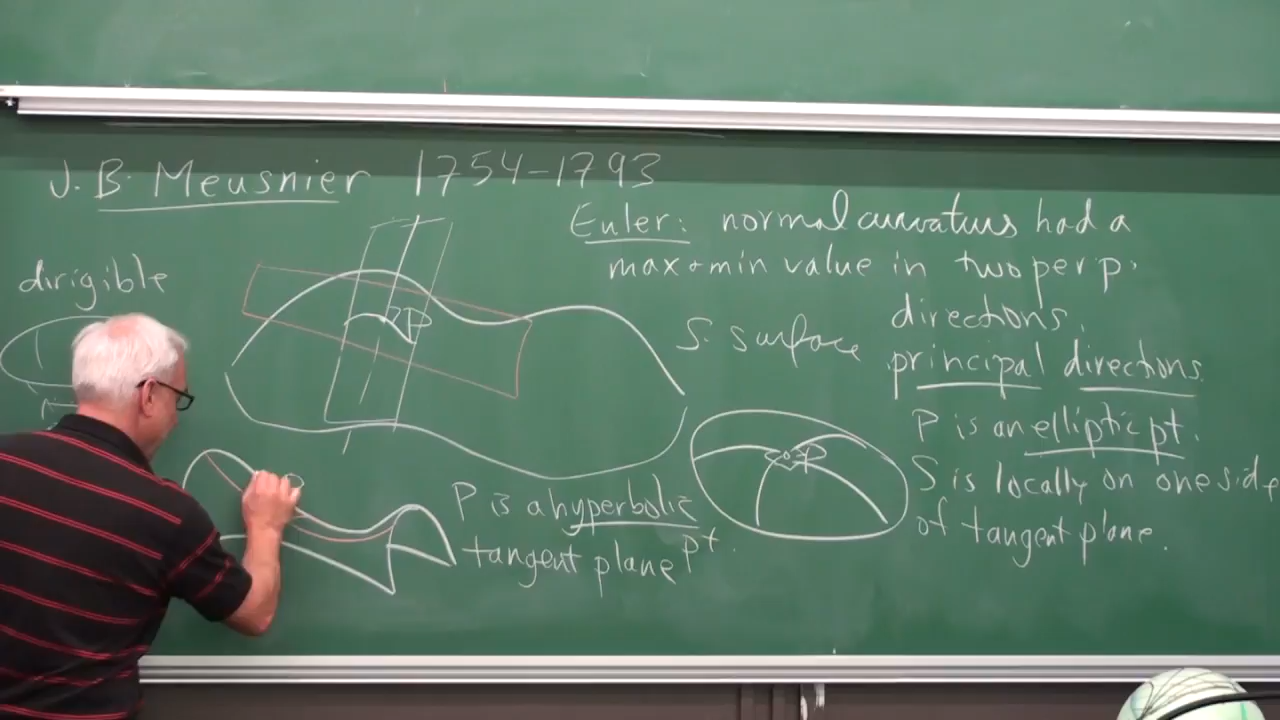 J. B. Meusnier 1754-1793
Euler: normal curvatures had a
max + min value in two perp.
directions.
principal directions
dirigible
P
S. surface
P is an elliptic pt.
S is locally on one side
of tangent plane.
P
P is a hyperbolic
pt.
tangent plane
P